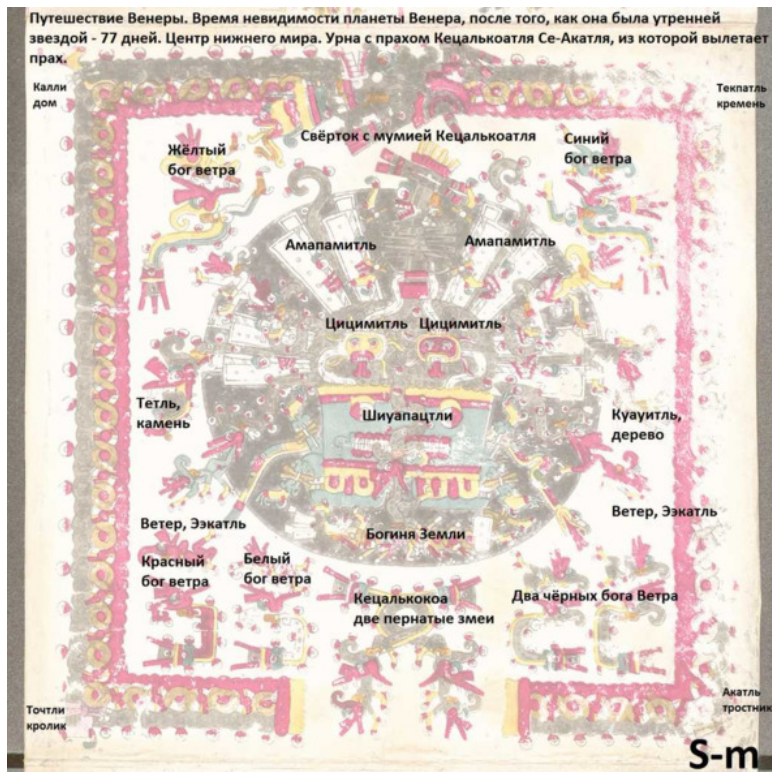 Путешествие Венеры. Время невидимости планеты Венера, после того, как она была утренней
звездой - 77 дней. Центр нижнего мира. Урна с прахом Кецалькоатля Се-Акатля, из которой вылетает
прах.
Калли
дом
Текпатль
кремень
Свёрток с мумией Кецалькоатля
Жёлтый
бог ветра
Синий
бог ветра
Амапамитль
Амапамитль
Цицимитль
Цицимитль
Тетль,
камень
Шиуапацтли
Куауитль,
дерево
Ветер, Ээкатль
Ветер, Ээкатль
Богиня Земли
Красный
бог ветра
Белый
бог ветра
Кецалькокоа
две пернатые змеи
Два чёрных бога Ветра
Точтли
кролик
Акатль
тростник
S-m